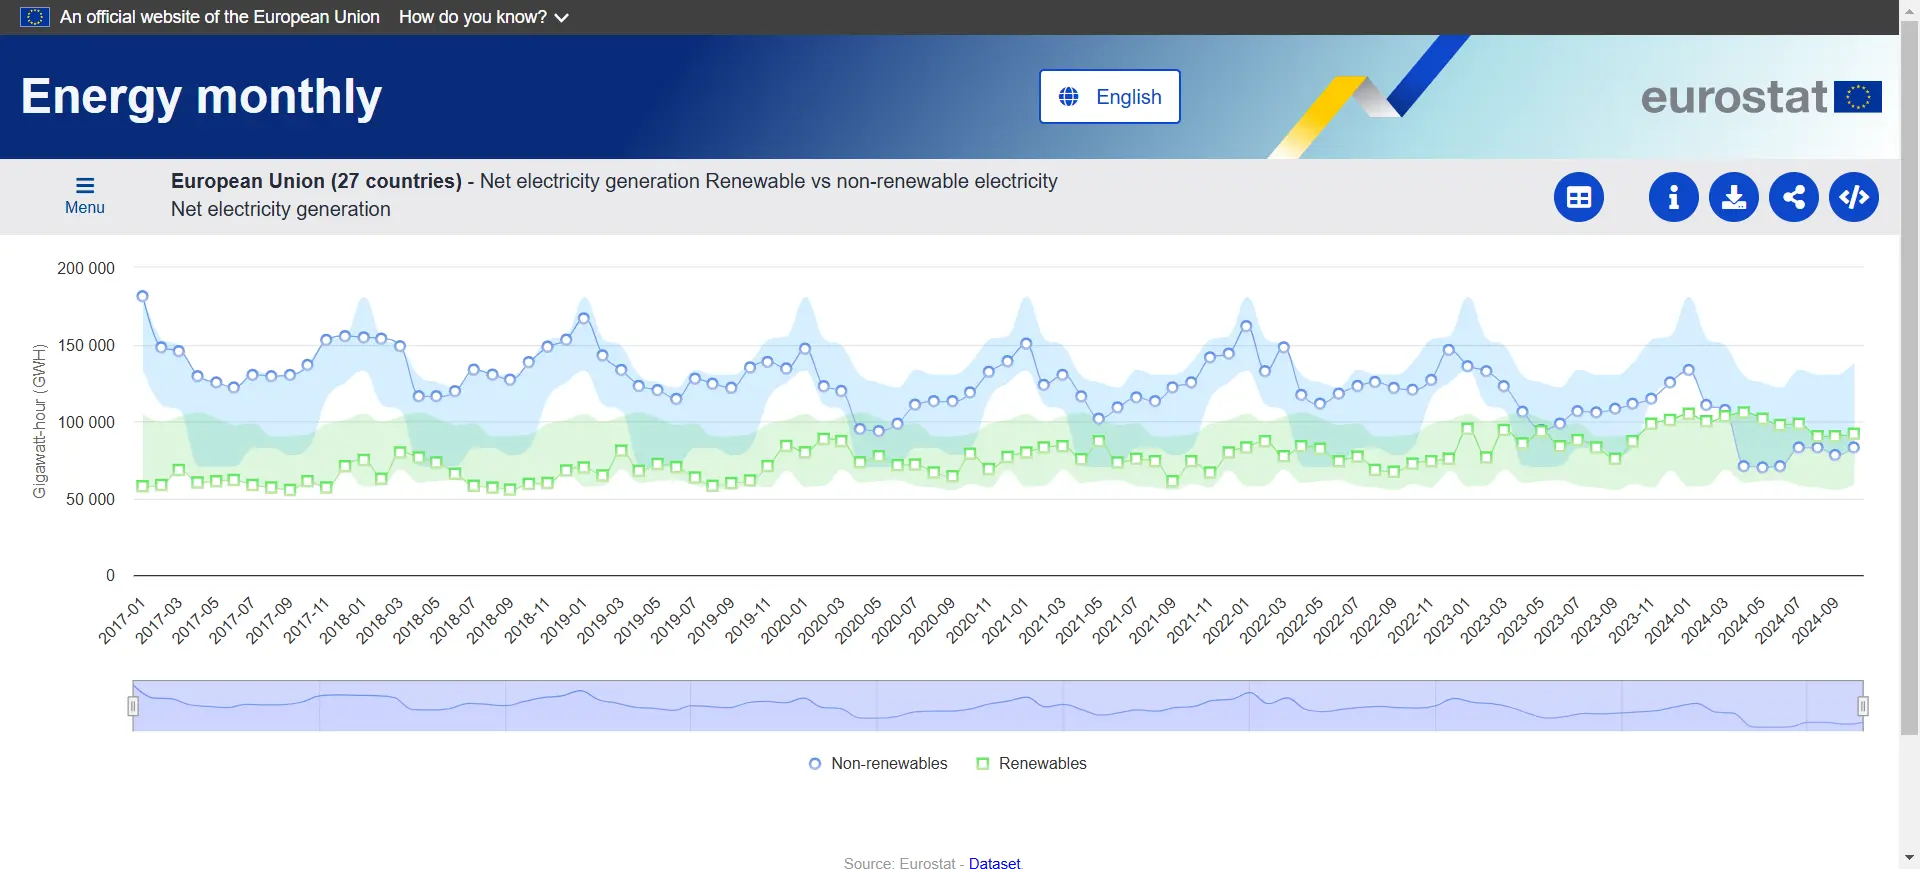 An official website of the European Union How do you know?
Energy monthly
English
eurostat
Menu
European Union (27 countries) - Net electricity generation Renewable vs non-renewable electricity
Net electricity generation
Gigawatt-hour (GWH)
200 000
150 000
100 000
50 000
0
2017-01 2017-03 2017-05 2017-07 2017-09 2017-11 2018-01 2018-03 2018-05 2018-07 2018-09 2018-11 2019-01 2019-03 2019-05 2019-07 2019-09 2019-11 2020-01 2020-03 2020-05 2020-07 2020-09 2020-11 2021-01 2021-03 2021-05 2021-07 2021-09 2021-11 2022-01 2022-03 2022-05 2022-07 2022-09 2022-11 2023-01 2023-03 2023-05 2023-07 2023-09 2023-11 2024-01 2024-03 2024-05 2024-07 2024-09
Non-renewables Renewables
Source: Eurostat - Dataset.